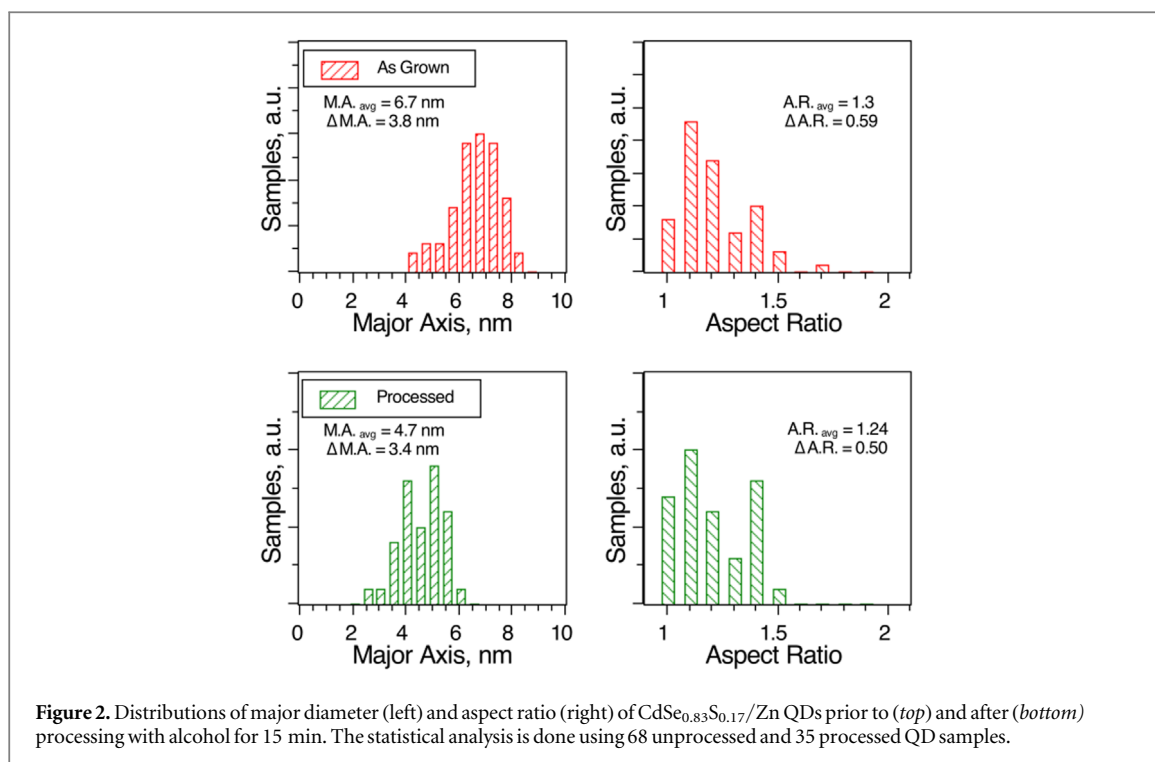 As Grown
M.A. avg = 6.7 nm
Δ M.A. = 3.8 nm
Samples, a.u.
0 2 4 6 8 10
Major Axis, nm
A.R. avg = 1.3
Δ A.R. = 0.59
Samples, a.u.
1 1.5 2
Aspect Ratio
Processed
M.A. avg = 4.7 nm
Δ M.A. = 3.4 nm
Samples, a.u.
0 2 4 6 8 10
Major Axis, nm
A.R. avg = 1.24
Δ A.R. = 0.50
Samples, a.u.
1 1.5 2
Aspect Ratio
Figure 2. Distributions of major diameter (left) and aspect ratio (right) of CdSe₀.₈₃S₀.₁₇/Zn QDs prior to (top) and after (bottom)
processing with alcohol for 15 min. The statistical analysis is done using 68 unprocessed and 35 processed QD samples.